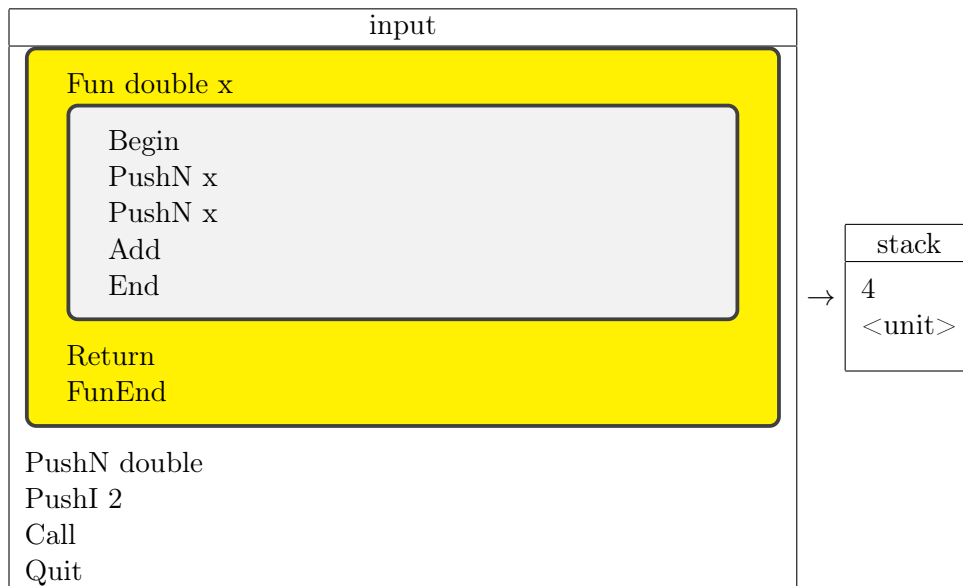 input
Fun double x
Begin
PushN x
PushN x
Add
End
Return
FunEnd
PushN double
PushI 2
Call
Quit
→
stack
4
<unit>